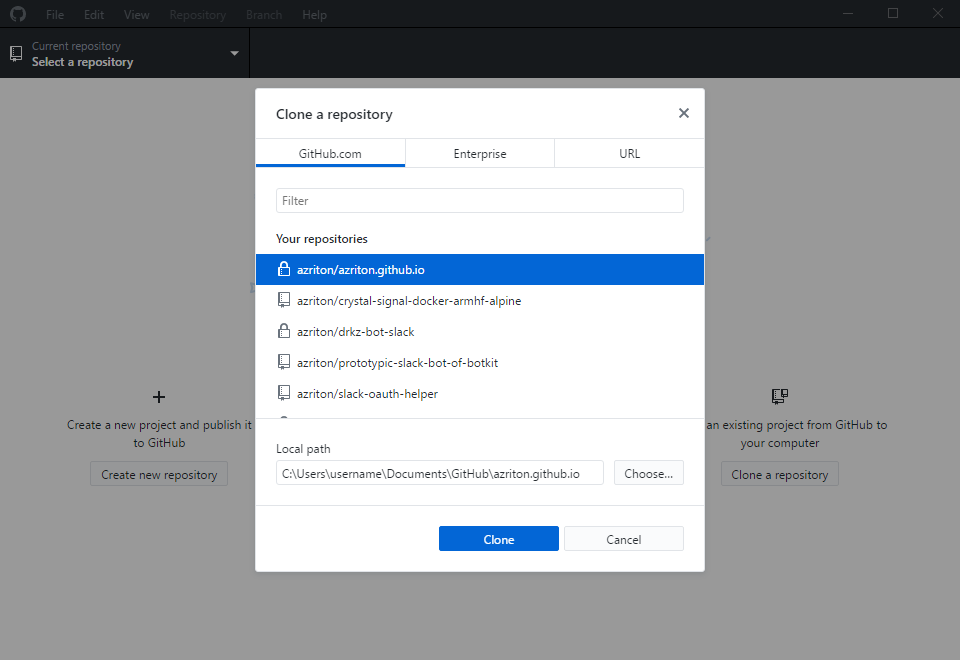 File Edit View Repository Branch Help
Current repository
Select a repository
Clone a repository
GitHub.com Enterprise URL
Filter
Your repositories
azriton/azriton.github.io
azriton/crystal-signal-docker-armhf-alpine
azriton/drkz-bot-slack
azriton/prototypic-slack-bot-of-botkit
azriton/slack-oauth-helper
Create a new project and publish it
to GitHub
Create new repository
an existing project from GitHub to
your computer
Clone a repository
Local path
C:\Users\username\Documents\GitHub\azriton.github.io
Choose...
Clone
Cancel